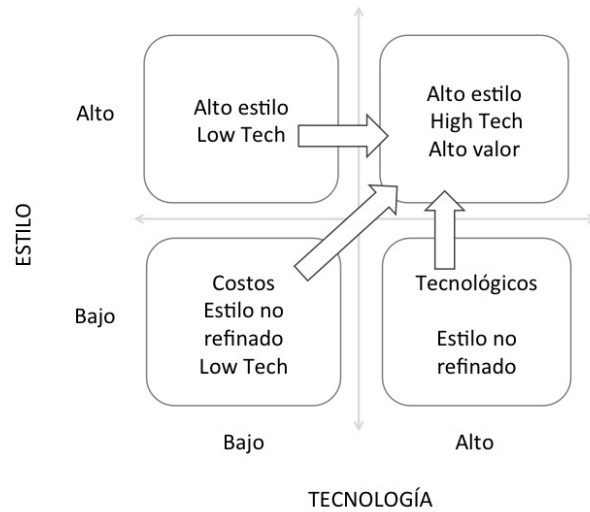 Alto
Alto estilo
Low Tech
Alto estilo
High Tech
Alto valor
ESTILO
Bajo
Costos
Estilo no
refinado
Low Tech
Tecnológicos
Estilo no
refinado
Bajo
Alto
TECNOLOGÍA